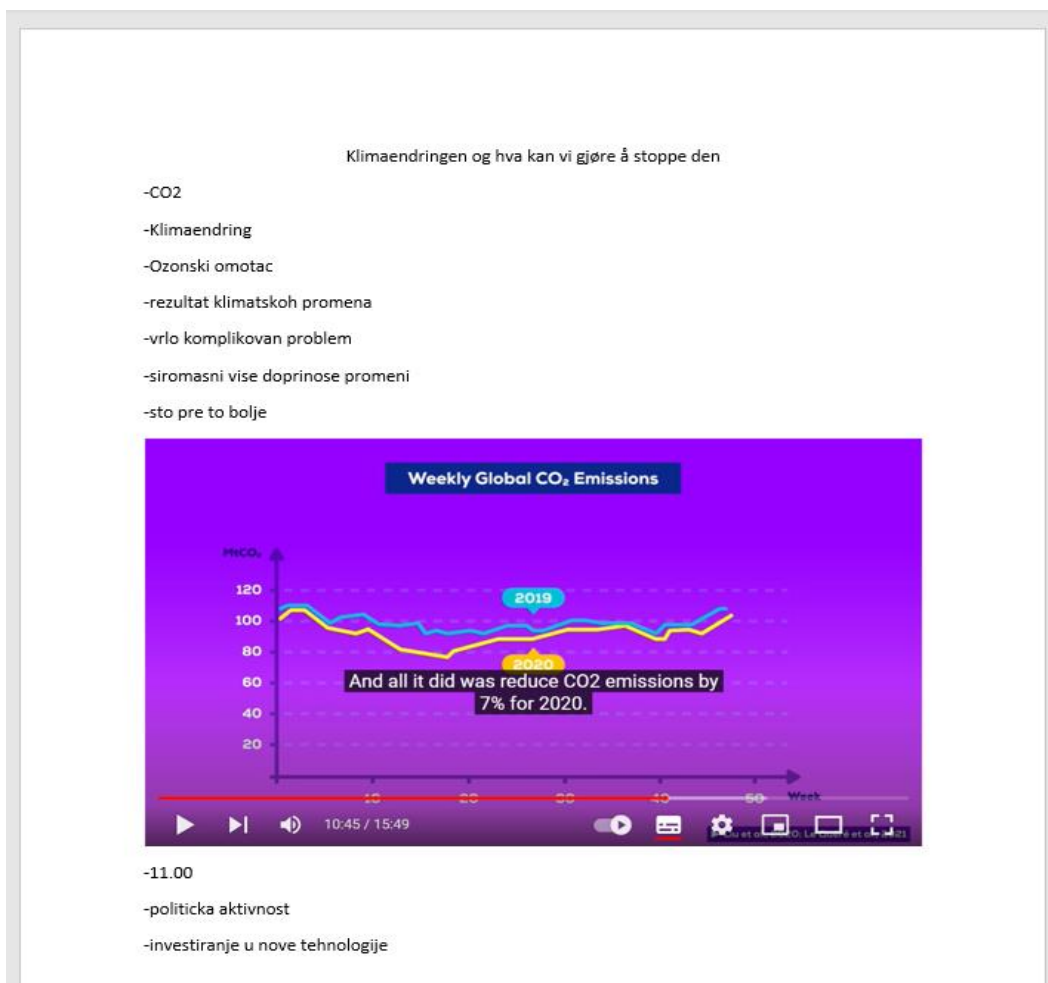 Klimaendringen og hva kan vi gjøre å stoppe den
-CO2
-Klimaendring
-Ozonski omotac
-rezultat klimatskoh promena
-vrlo komplikovan problem
-siromasni vise doprinose promeni
-sto pre to bolje
Weekly Global CO₂ Emissions
MtCO₂
120
2019
100
80
2020
60
And all it did was reduce CO2 emissions by
7% for 2020.
40
20
10 20 30 40 50 Week
10:45 / 15:49
-11.00
-politicka aktivnost
-investiranje u nove tehnologije